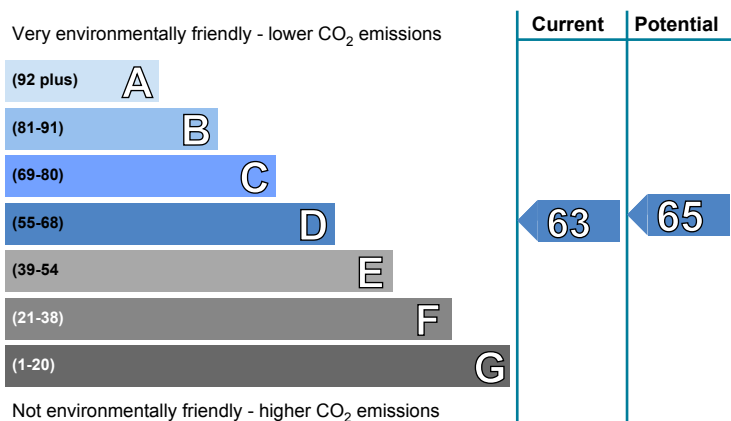 Very environmentally friendly - lower CO₂ emissions
Current
Potential
(92 plus) A
(81-91) B
(69-80) C
(55-68) D
63
65
(39-54 E
(21-38) F
(1-20) G
Not environmentally friendly - higher CO₂ emissions